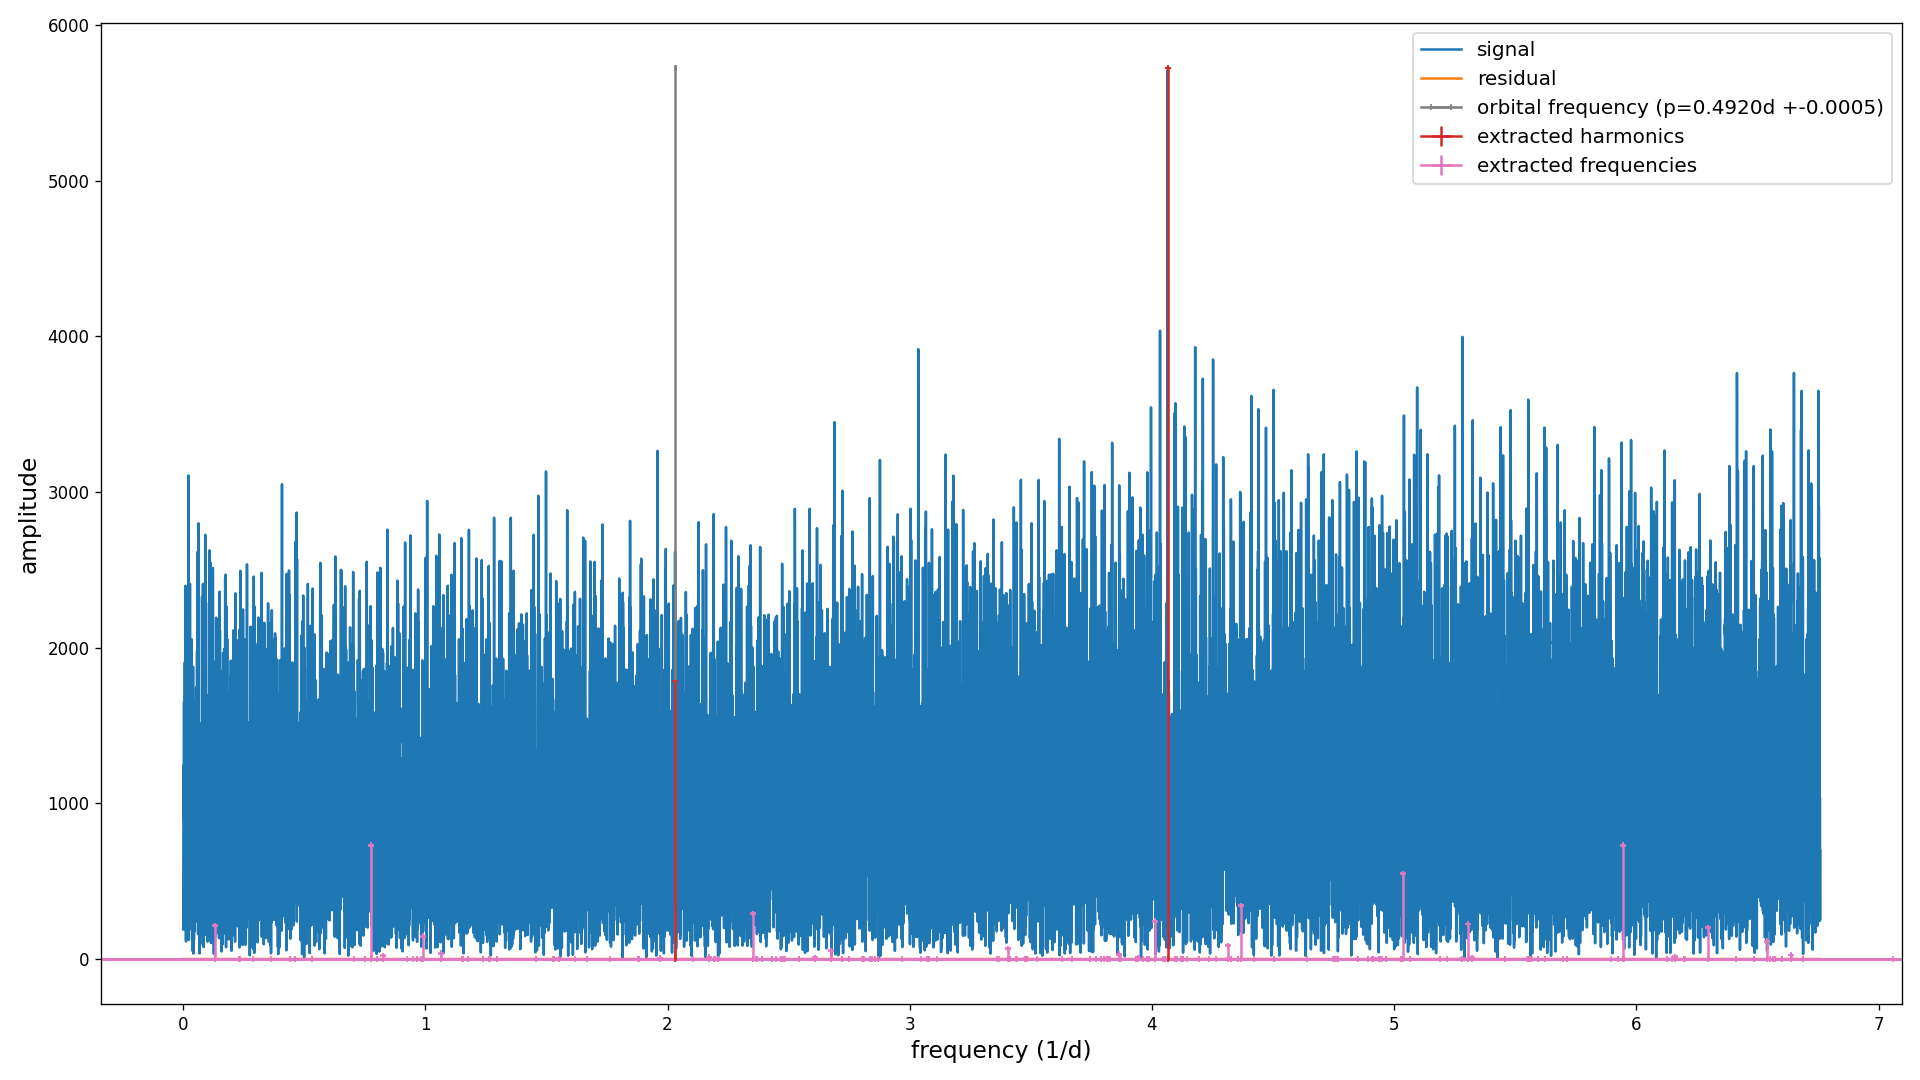 6000
5000
4000
3000
2000
1000
0
amplitude
0 1 2 3 4 5 6 7
frequency (1/d)
signal
residual
orbital frequency (p=0.4920d +-0.0005)
extracted harmonics
extracted frequencies